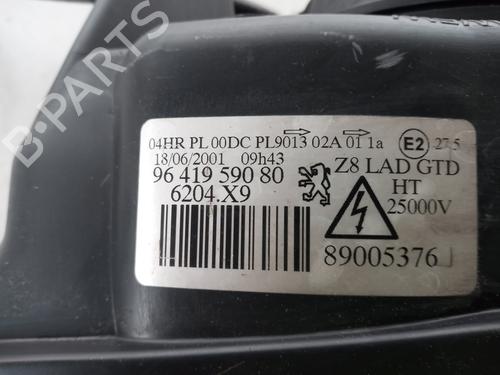 B-PARTS
04HR PL 00DC PL9013 02A 01 1a E2 27.5
18/06/2001 09h43
96 419 590 80 Z8 LAD GTD
6204.X9 HT
25000V
89005376